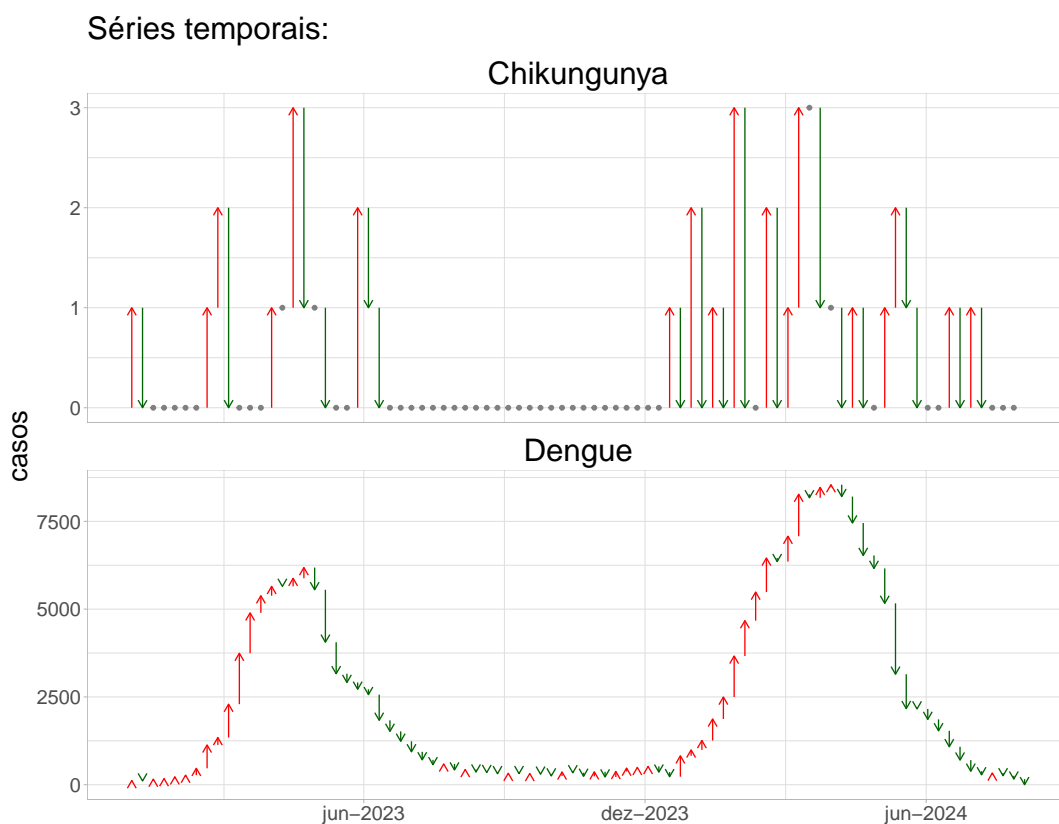 Séries temporais:
Chikungunya
3
2
1
0
casos
Dengue
7500
5000
2500
0
jun−2023
dez−2023
jun−2024